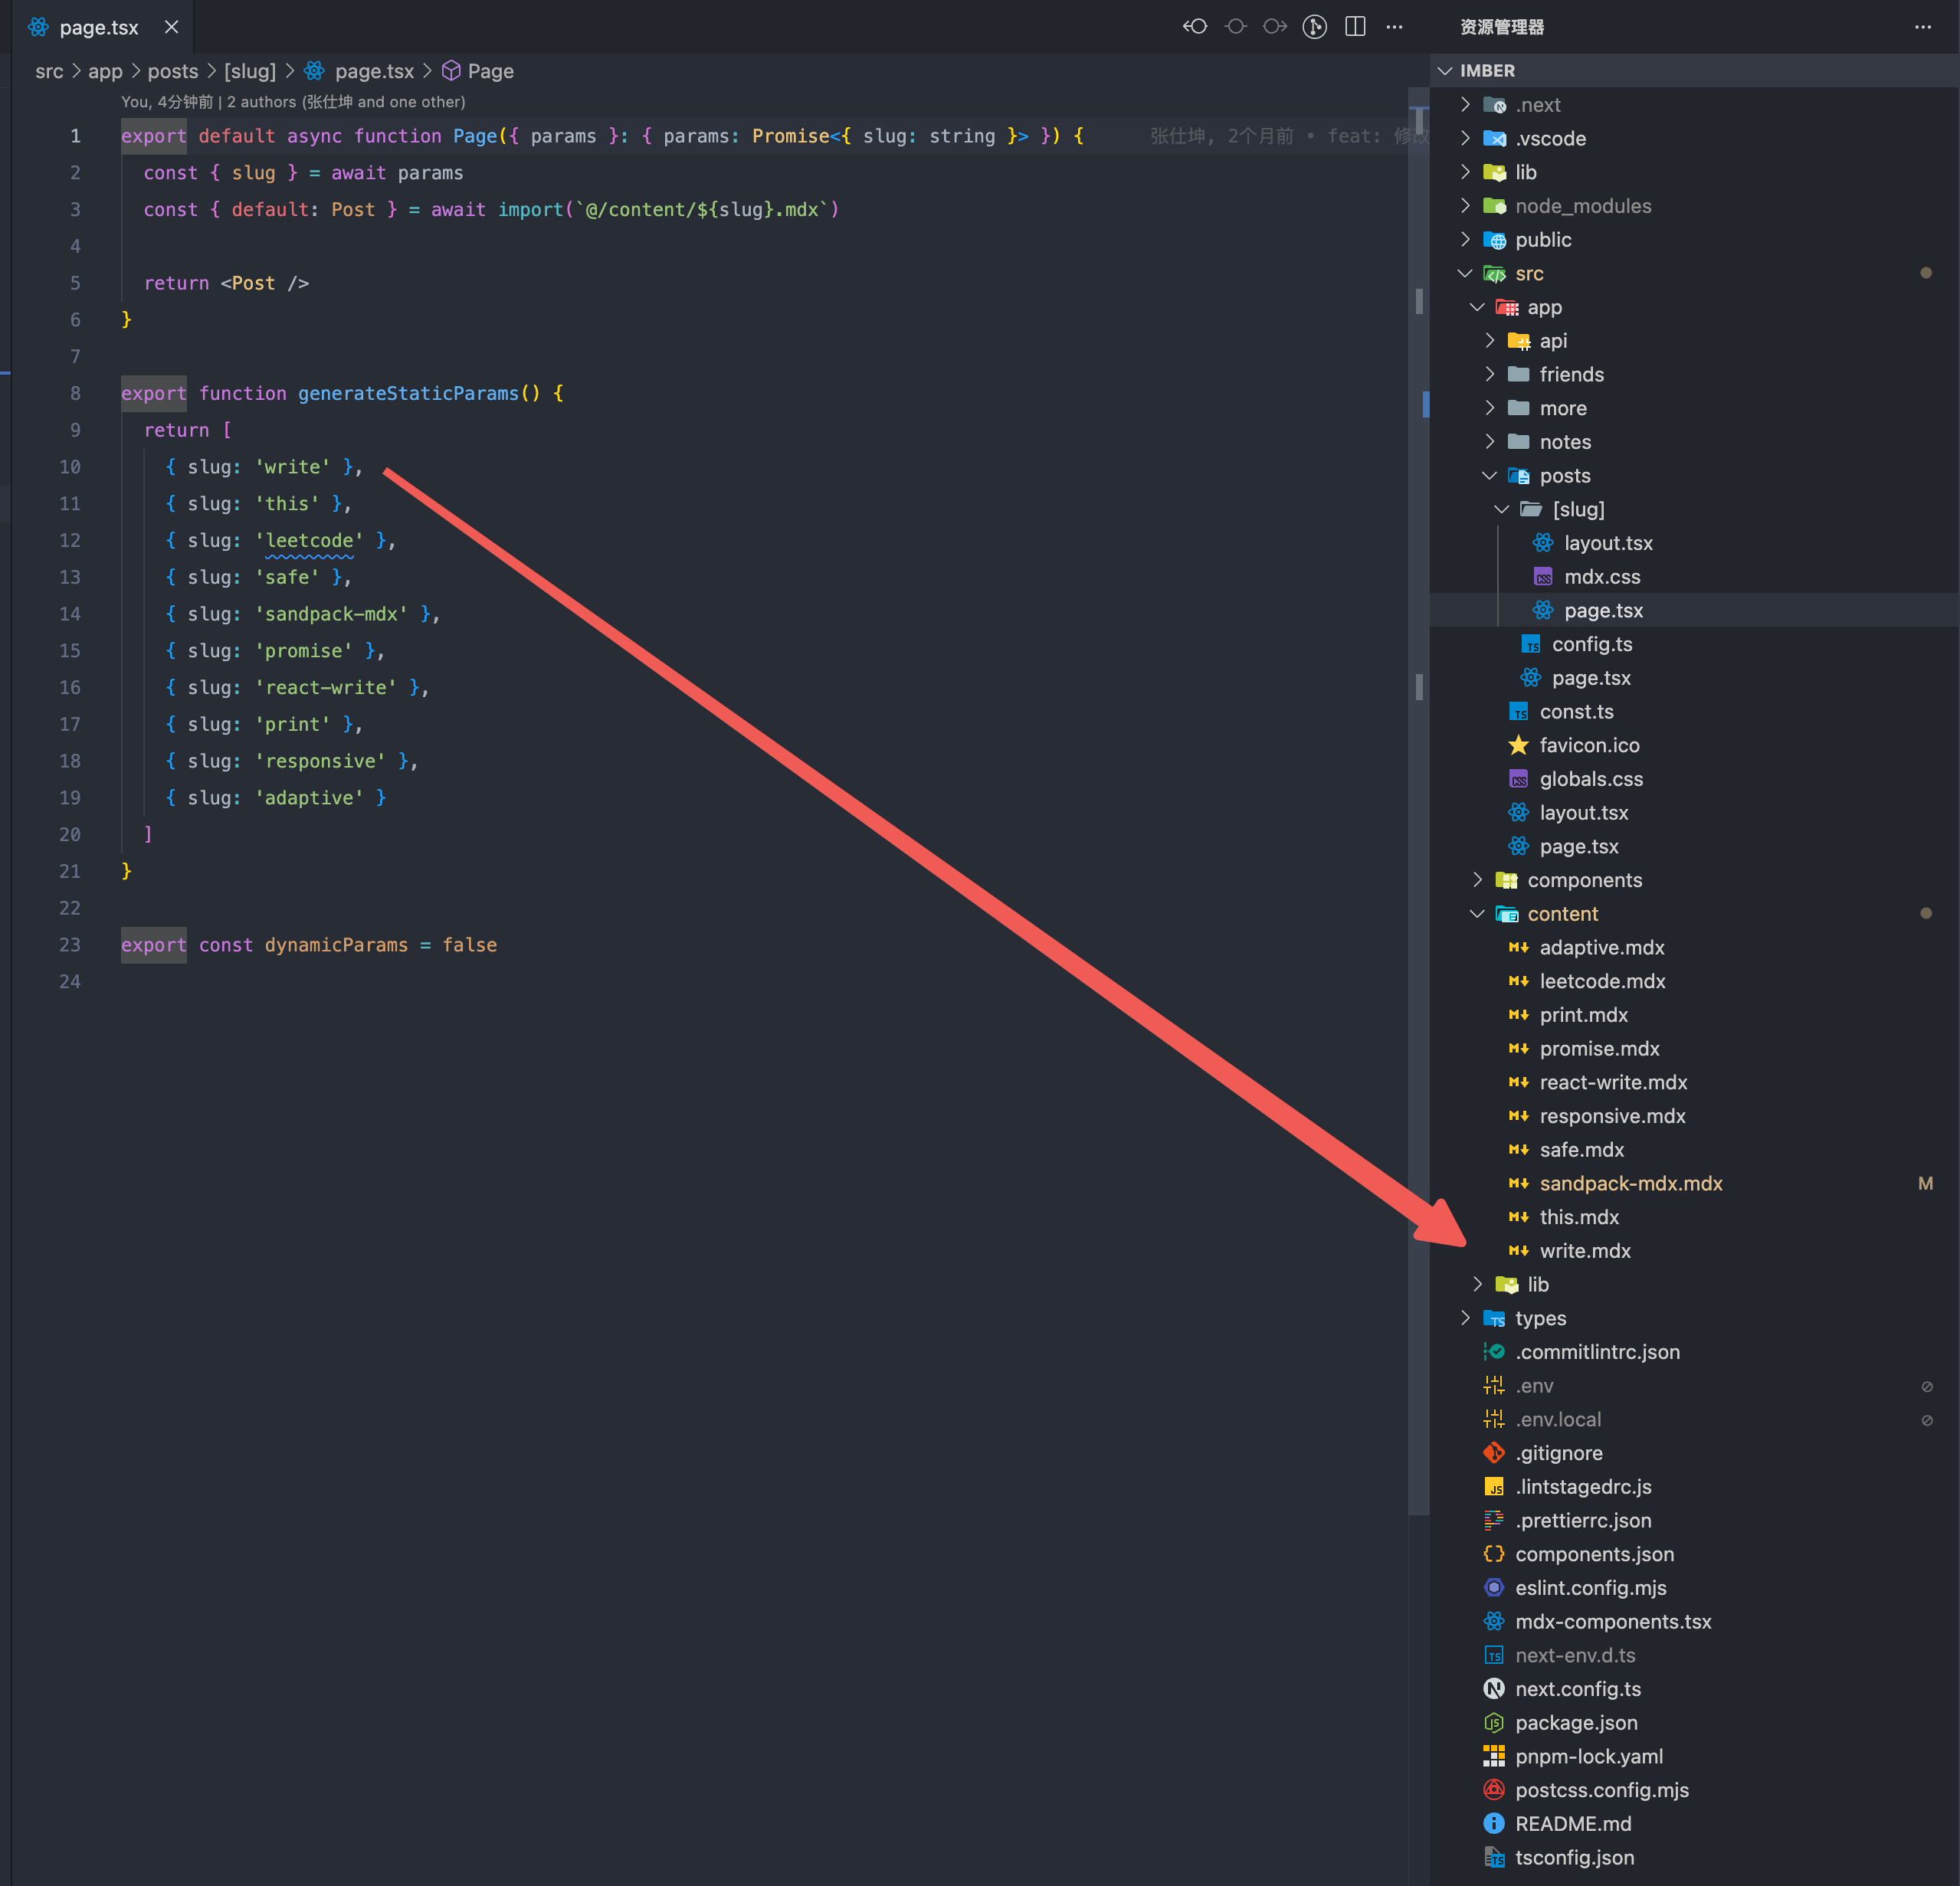 page.tsx
src > app > posts > [slug] > page.tsx > Page
You, 4分钟前 | 2 authors (张仕坤 and one other)
1 export default async function Page({ params }: { params: Promise<{ slug: string }> }) { 张仕坤, 2个月前 • feat: 修改
2 const { slug } = await params
3 const { default: Post } = await import(`@/content/${slug}.mdx`)
4
5 return <Post />
6 }
7
8 export function generateStaticParams() {
9 return [
10 { slug: 'write' },
11 { slug: 'this' },
12 { slug: 'leetcode' },
13 { slug: 'safe' },
14 { slug: 'sandpack-mdx' },
15 { slug: 'promise' },
16 { slug: 'react-write' },
17 { slug: 'print' },
18 { slug: 'responsive' },
19 { slug: 'adaptive' }
20 ]
21 }
22
23 export const dynamicParams = false
24
资源管理器
IMBER
.next
.vscode
lib
node_modules
public
src
app
api
friends
more
notes
posts
[slug]
layout.tsx
mdx.css
page.tsx
config.ts
page.tsx
const.ts
favicon.ico
globals.css
layout.tsx
page.tsx
components
content
adaptive.mdx
leetcode.mdx
print.mdx
promise.mdx
react-write.mdx
responsive.mdx
safe.mdx
sandpack-mdx.mdx M
this.mdx
write.mdx
lib
types
.commitlintrc.json
.env
.env.local
.gitignore
.lintstagedrc.js
.prettierrc.json
components.json
eslint.config.mjs
mdx-components.tsx
next-env.d.ts
next.config.ts
package.json
pnpm-lock.yaml
postcss.config.mjs
README.md
tsconfig.json